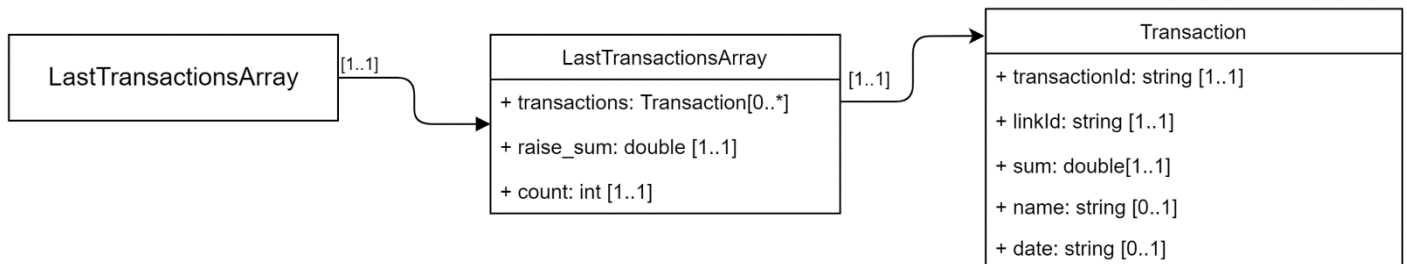 LastTransactionsArray
[1..1]
LastTransactionsArray
+ transactions: Transaction[0..*]
+ raise_sum: double [1..1]
+ count: int [1..1]
[1..1]
Transaction
+ transactionId: string [1..1]
+ linkId: string [1..1]
+ sum: double[1..1]
+ name: string [0..1]
+ date: string [0..1]